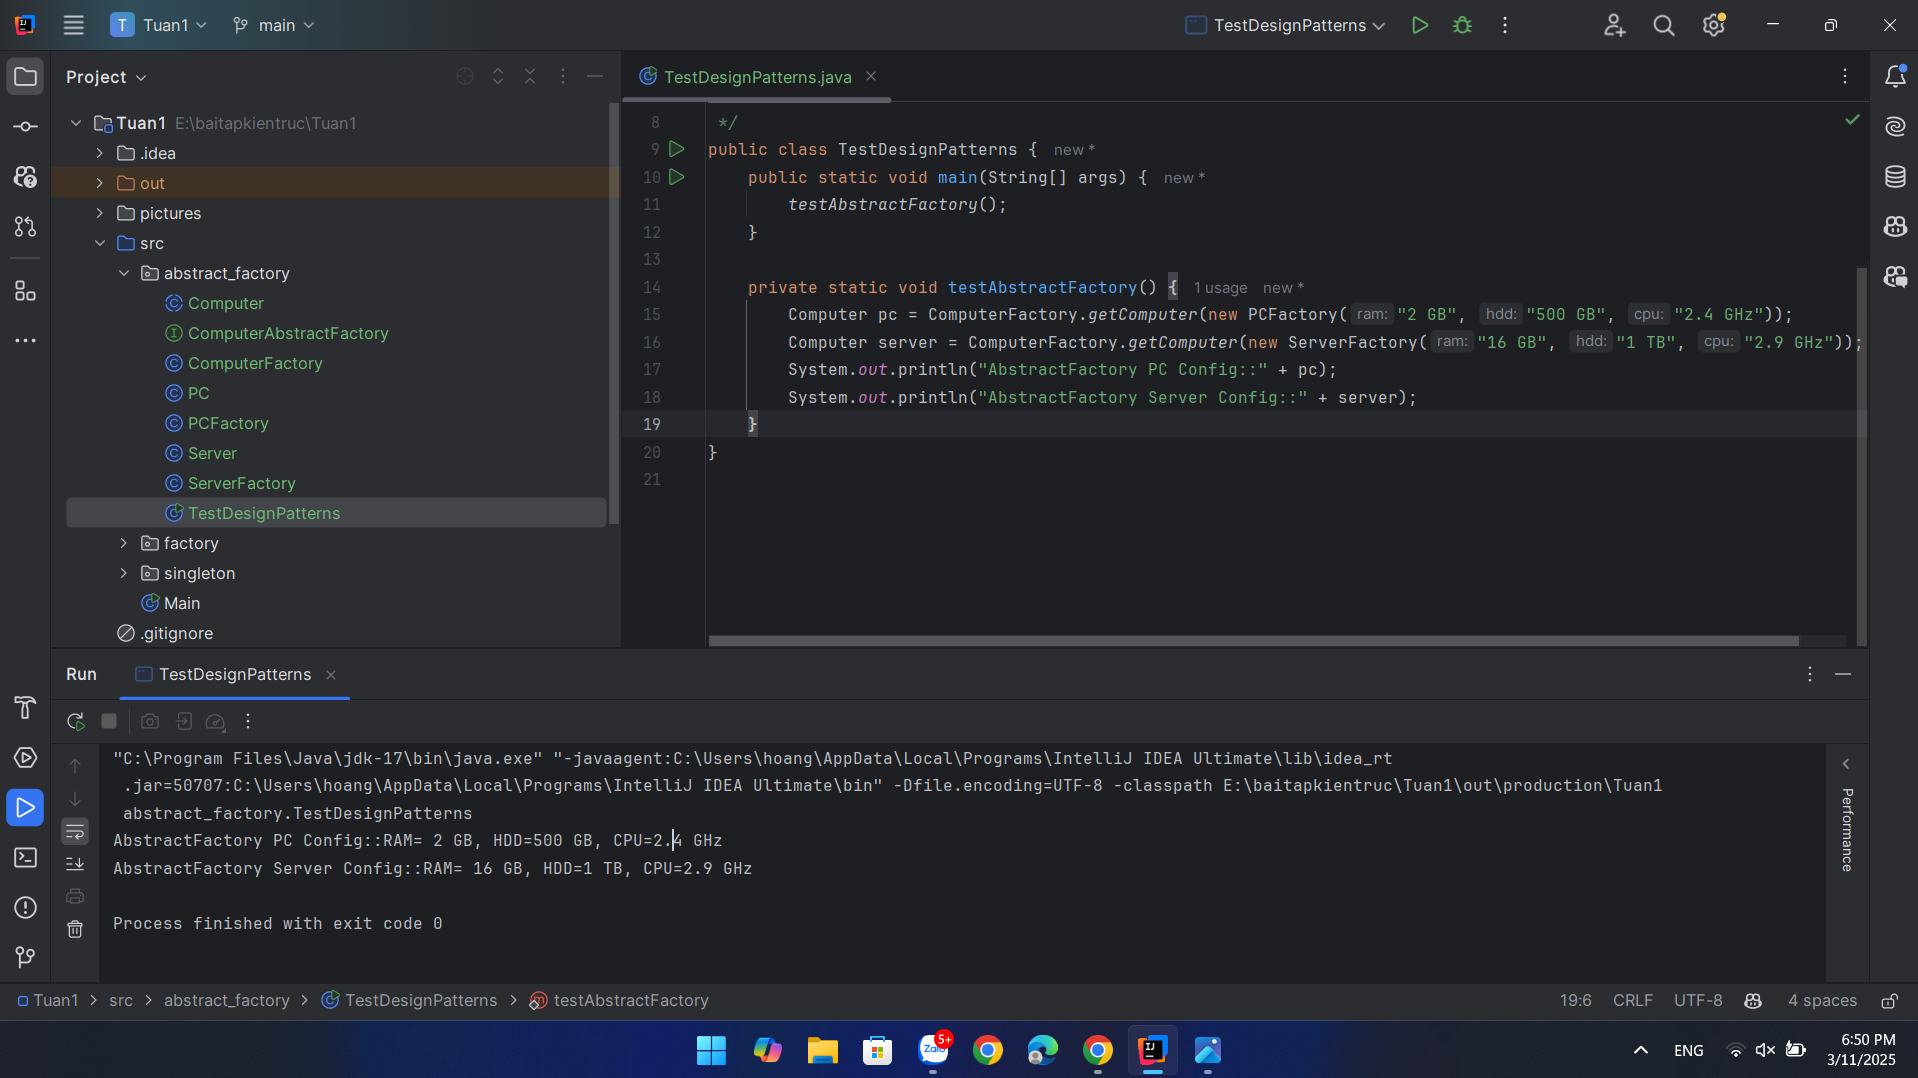 T Tuan1 main TestDesignPatterns
Project
TestDesignPatterns.java
Tuan1 E:\baitapkientruc\Tuan1
.idea
out
pictures
src
abstract_factory
Computer
ComputerAbstractFactory
ComputerFactory
PC
PCFactory
Server
ServerFactory
TestDesignPatterns
factory
singleton
Main
.gitignore
8 */
9 public class TestDesignPatterns { new *
10 public static void main(String[] args) { new *
11 testAbstractFactory();
12 }
13
14 private static void testAbstractFactory() { 1 usage new *
15 Computer pc = ComputerFactory.getComputer(new PCFactory( ram: "2 GB", hdd: "500 GB", cpu: "2.4 GHz"));
16 Computer server = ComputerFactory.getComputer(new ServerFactory( ram: "16 GB", hdd: "1 TB", cpu: "2.9 GHz"));
17 System.out.println("AbstractFactory PC Config::" + pc);
18 System.out.println("AbstractFactory Server Config::" + server);
19 }
20 }
21
Run TestDesignPatterns
"C:\Program Files\Java\jdk-17\bin\java.exe" "-javaagent:C:\Users\hoang\AppData\Local\Programs\IntelliJ IDEA Ultimate\lib\idea_rt
.jar=50707:C:\Users\hoang\AppData\Local\Programs\IntelliJ IDEA Ultimate\bin" -Dfile.encoding=UTF-8 -classpath E:\baitapkientruc\Tuan1\out\production\Tuan1
abstract_factory.TestDesignPatterns
AbstractFactory PC Config::RAM= 2 GB, HDD=500 GB, CPU=2.4 GHz
AbstractFactory Server Config::RAM= 16 GB, HDD=1 TB, CPU=2.9 GHz
Process finished with exit code 0
Performance
Tuan1 > src > abstract_factory > TestDesignPatterns > testAbstractFactory
19:6 CRLF UTF-8 4 spaces
Zalo 5+
ENG
6:50 PM
3/11/2025